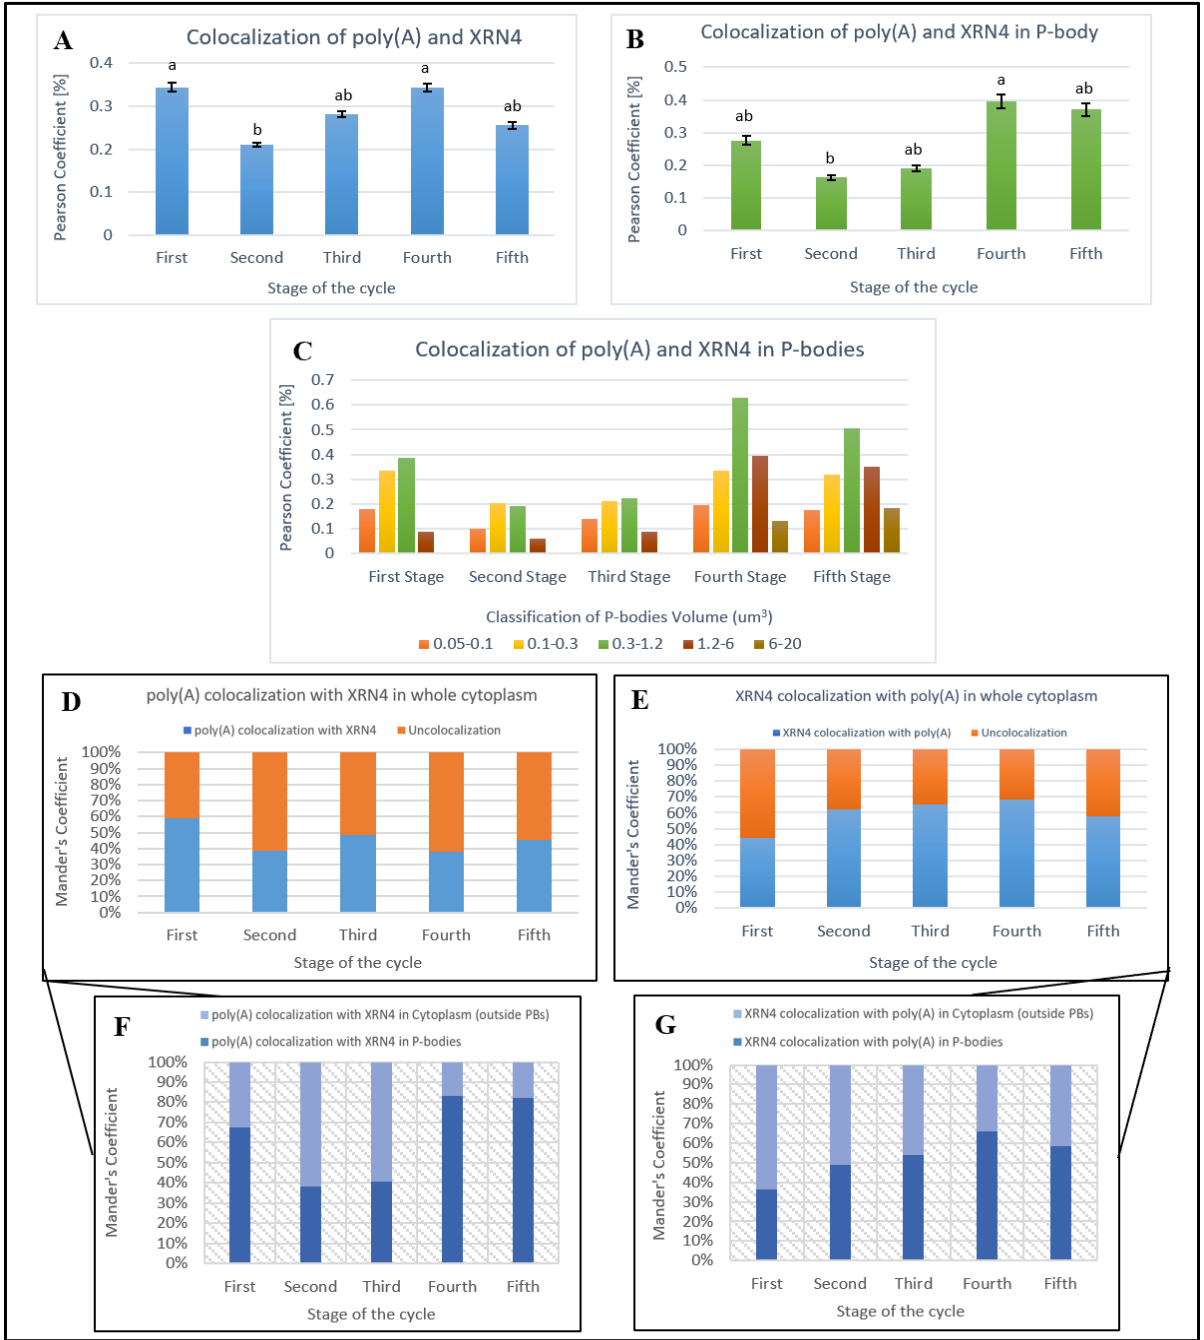 A
Colocalization of poly(A) and XRN4
Pearson Coefficient [%]
0.4
0.3
0.2
0.1
0
a
b
ab
a
ab
First Second Third Fourth Fifth
Stage of the cycle
B
Colocalization of poly(A) and XRN4 in P-body
Pearson Coefficient [%]
0.5
0.4
0.3
0.2
0.1
0
ab
b
ab
a
ab
First Second Third Fourth Fifth
Stage of the cycle
C
Colocalization of poly(A) and XRN4 in P-bodies
Pearson Coefficient [%]
0.7
0.6
0.5
0.4
0.3
0.2
0.1
0
First Stage Second Stage Third Stage Fourth Stage Fifth Stage
Classification of P-bodies Volume (um³)
0.05-0.1 0.1-0.3 0.3-1.2 1.2-6 6-20
D
poly(A) colocalization with XRN4 in whole cytoplasm
poly(A) colocalization with XRN4 Uncolocalization
Mander's Coefficient
100%
90%
80%
70%
60%
50%
40%
30%
20%
10%
0%
First Second Third Fourth Fifth
Stage of the cycle
E
XRN4 colocalization with poly(A) in whole cytoplasm
XRN4 colocalization with poly(A) Uncolocalization
Mander's Coefficient
100%
90%
80%
70%
60%
50%
40%
30%
20%
10%
0%
First Second Third Fourth Fifth
Stage of the cycle
F
poly(A) colocalization with XRN4 in Cytoplasm (outside PBs)
poly(A) colocalization with XRN4 in P-bodies
Mander's Coefficient
100%
90%
80%
70%
60%
50%
40%
30%
20%
10%
0%
First Second Third Fourth Fifth
Stage of the cycle
G
XRN4 colocalization with poly(A) in Cytoplasm (outside PBs)
XRN4 colocalization with poly(A) in P-bodies
Mander's Coefficient
100%
90%
80%
70%
60%
50%
40%
30%
20%
10%
0%
First Second Third Fourth Fifth
Stage of the cycle